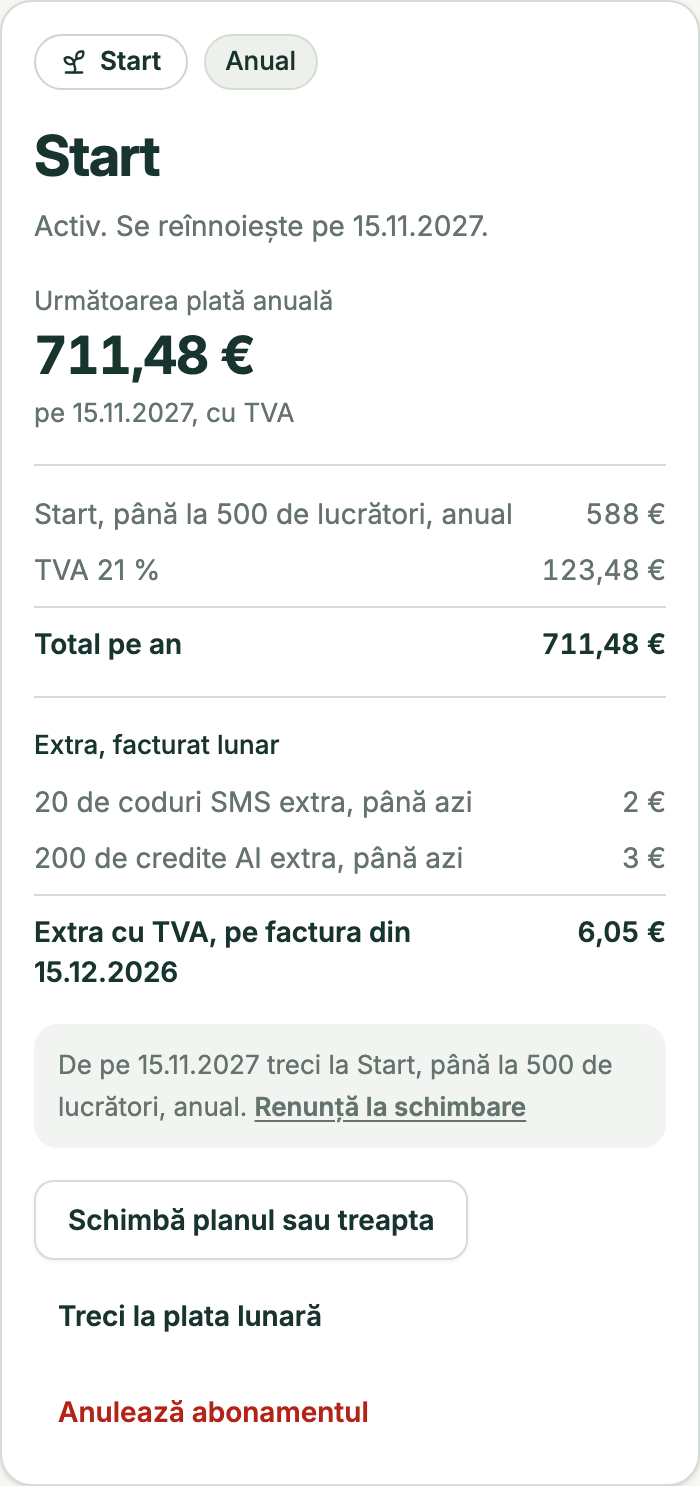 Start
Anual
Start
Activ. Se reînnoiește pe 15.11.2027.
Următoarea plată anuală
711,48 €
pe 15.11.2027, cu TVA
Start, până la 500 de lucrători, anual 588 €
TVA 21 % 123,48 €
Total pe an 711,48 €
Extra, facturat lunar
20 de coduri SMS extra, până azi 2 €
200 de credite AI extra, până azi 3 €
Extra cu TVA, pe factura din 6,05 €
15.12.2026
De pe 15.11.2027 treci la Start, până la 500 de
lucrători, anual. Renunță la schimbare
Schimbă planul sau treapta
Treci la plata lunară
Anulează abonamentul